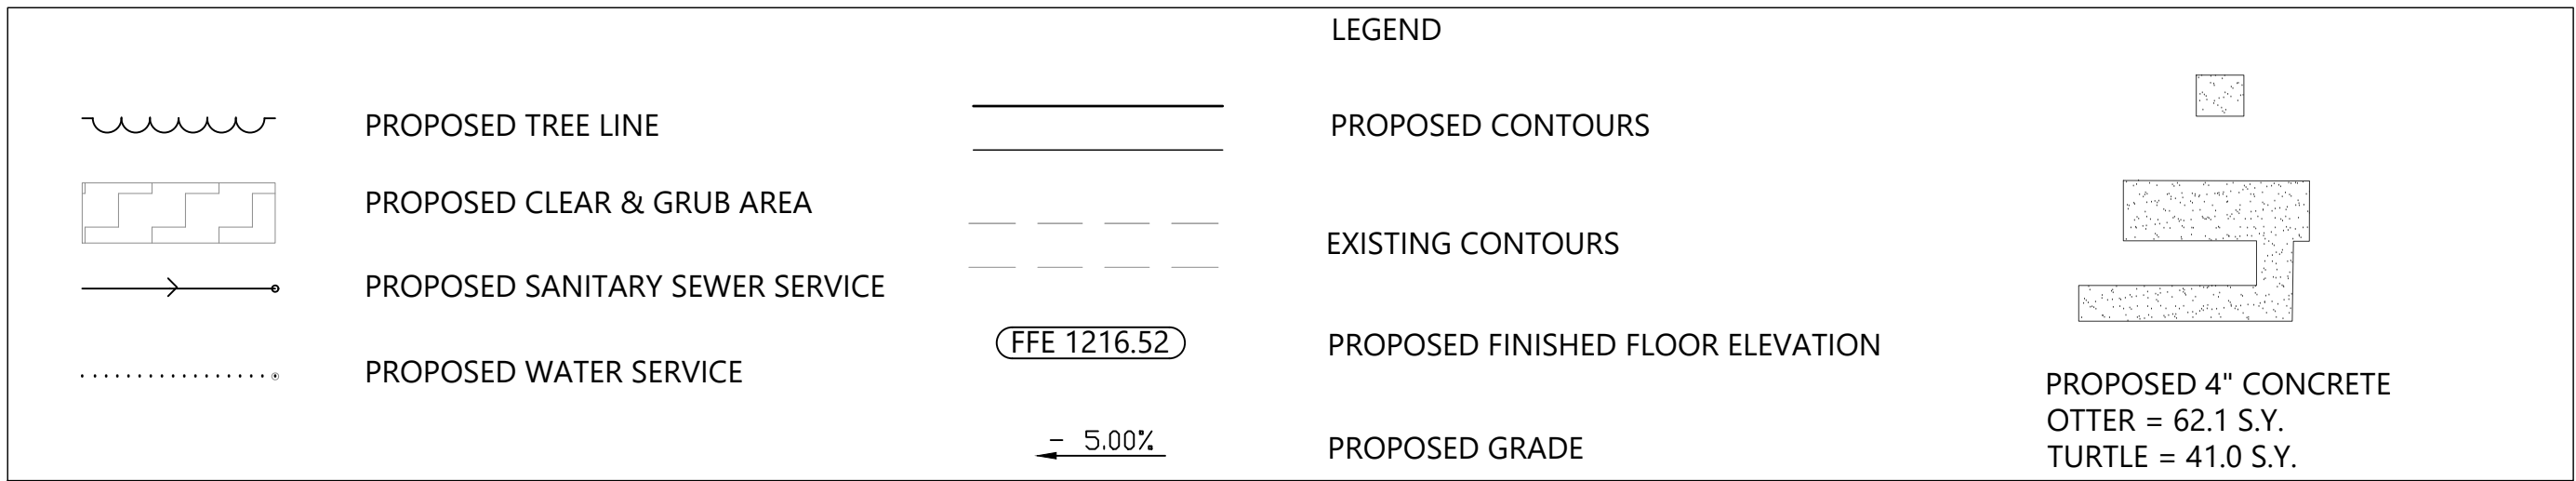 LEGEND
PROPOSED TREE LINE
PROPOSED CLEAR & GRUB AREA
PROPOSED SANITARY SEWER SERVICE
PROPOSED WATER SERVICE
PROPOSED CONTOURS
EXISTING CONTOURS
FFE 1216.52
PROPOSED FINISHED FLOOR ELEVATION
- 5.00%
PROPOSED GRADE
PROPOSED 4" CONCRETE
OTTER = 62.1 S.Y.
TURTLE = 41.0 S.Y.